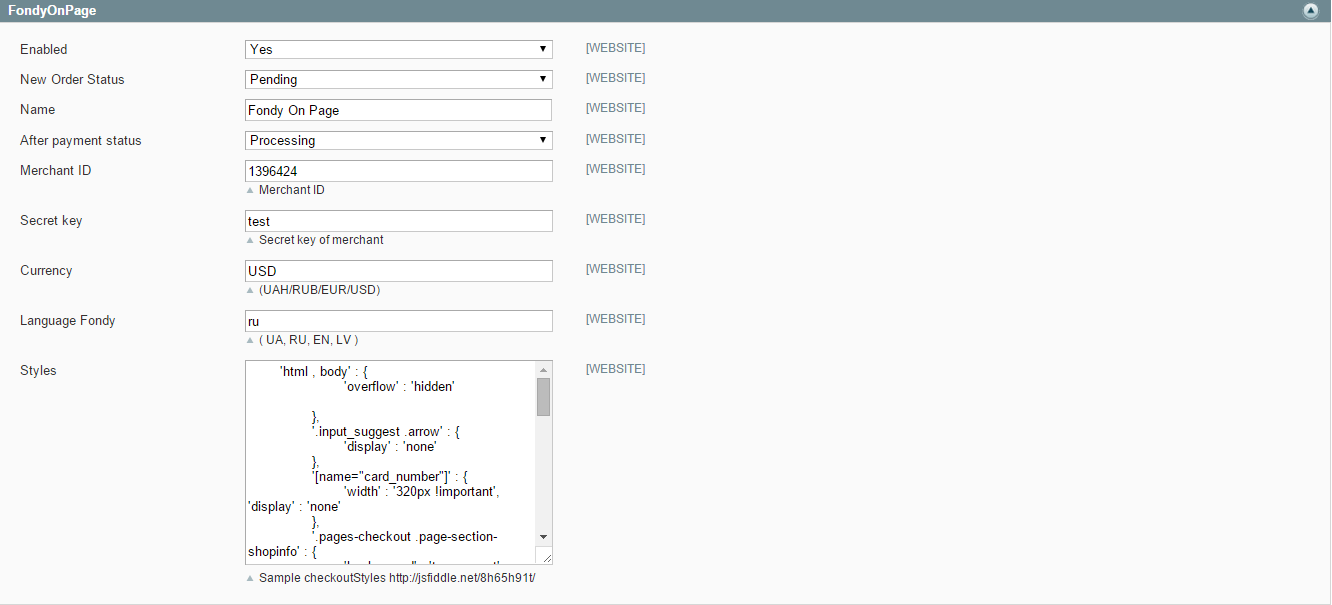 FondyOnPage
Enabled Yes [WEBSITE]
New Order Status Pending [WEBSITE]
Name Fondy On Page [WEBSITE]
After payment status Processing [WEBSITE]
Merchant ID 1396424 [WEBSITE]
Merchant ID
Secret key test [WEBSITE]
Secret key of merchant
Currency USD [WEBSITE]
(UAH/RUB/EUR/USD)
Language Fondy ru [WEBSITE]
( UA, RU, EN, LV )
Styles [WEBSITE]
'html , body' : {
'overflow' : 'hidden'
},
'.input_suggest .arrow' : {
'display' : 'none'
},
'[name="card_number"]' : {
'width' : '320px !important',
'display' : 'none'
},
'.pages-checkout .page-section-
shopinfo' : {
Sample checkoutStyles http://jsfiddle.net/8h65h91t/